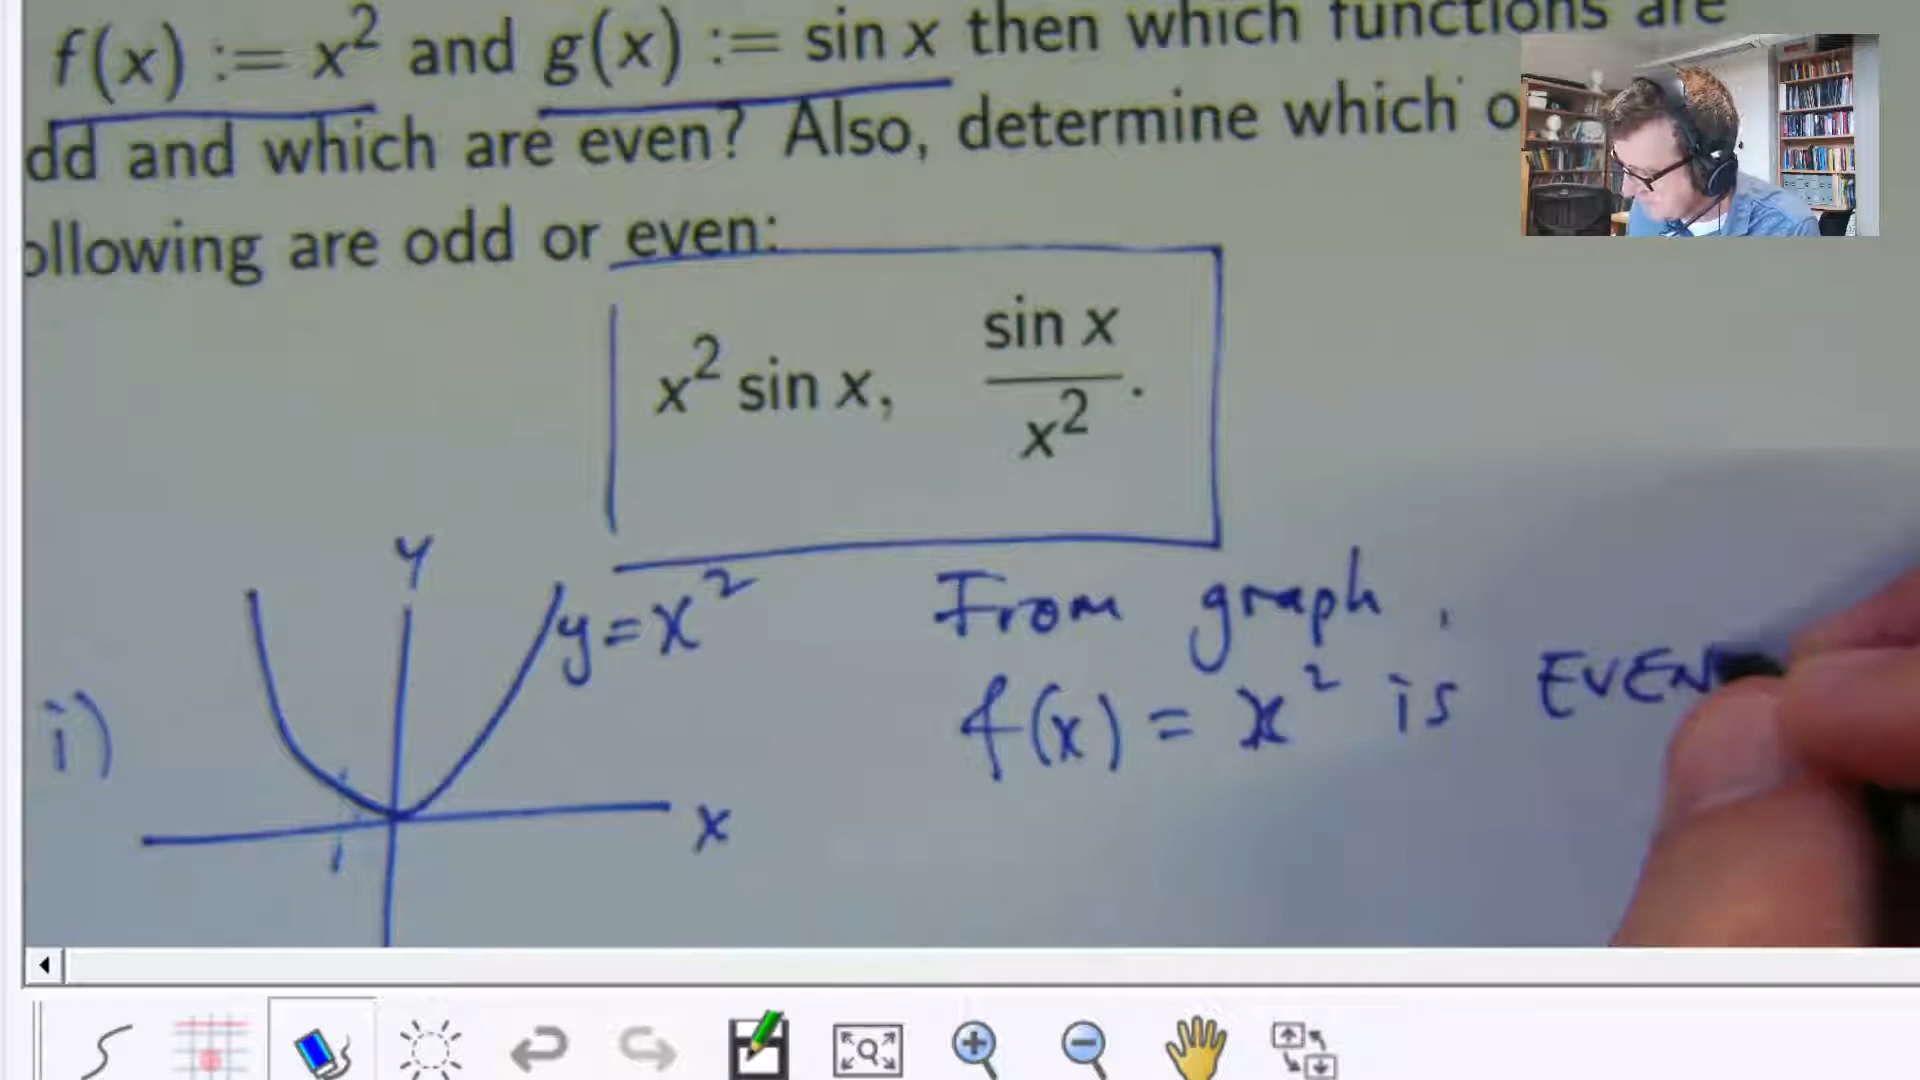 f(x) := x² and g(x) := sin x then which functions are
dd and which are even? Also, determine which o
ollowing are odd or even:
x² sin x, sin x / x².
y
y = x²
i)
x
From graph,
f(x) = x² is EVEN